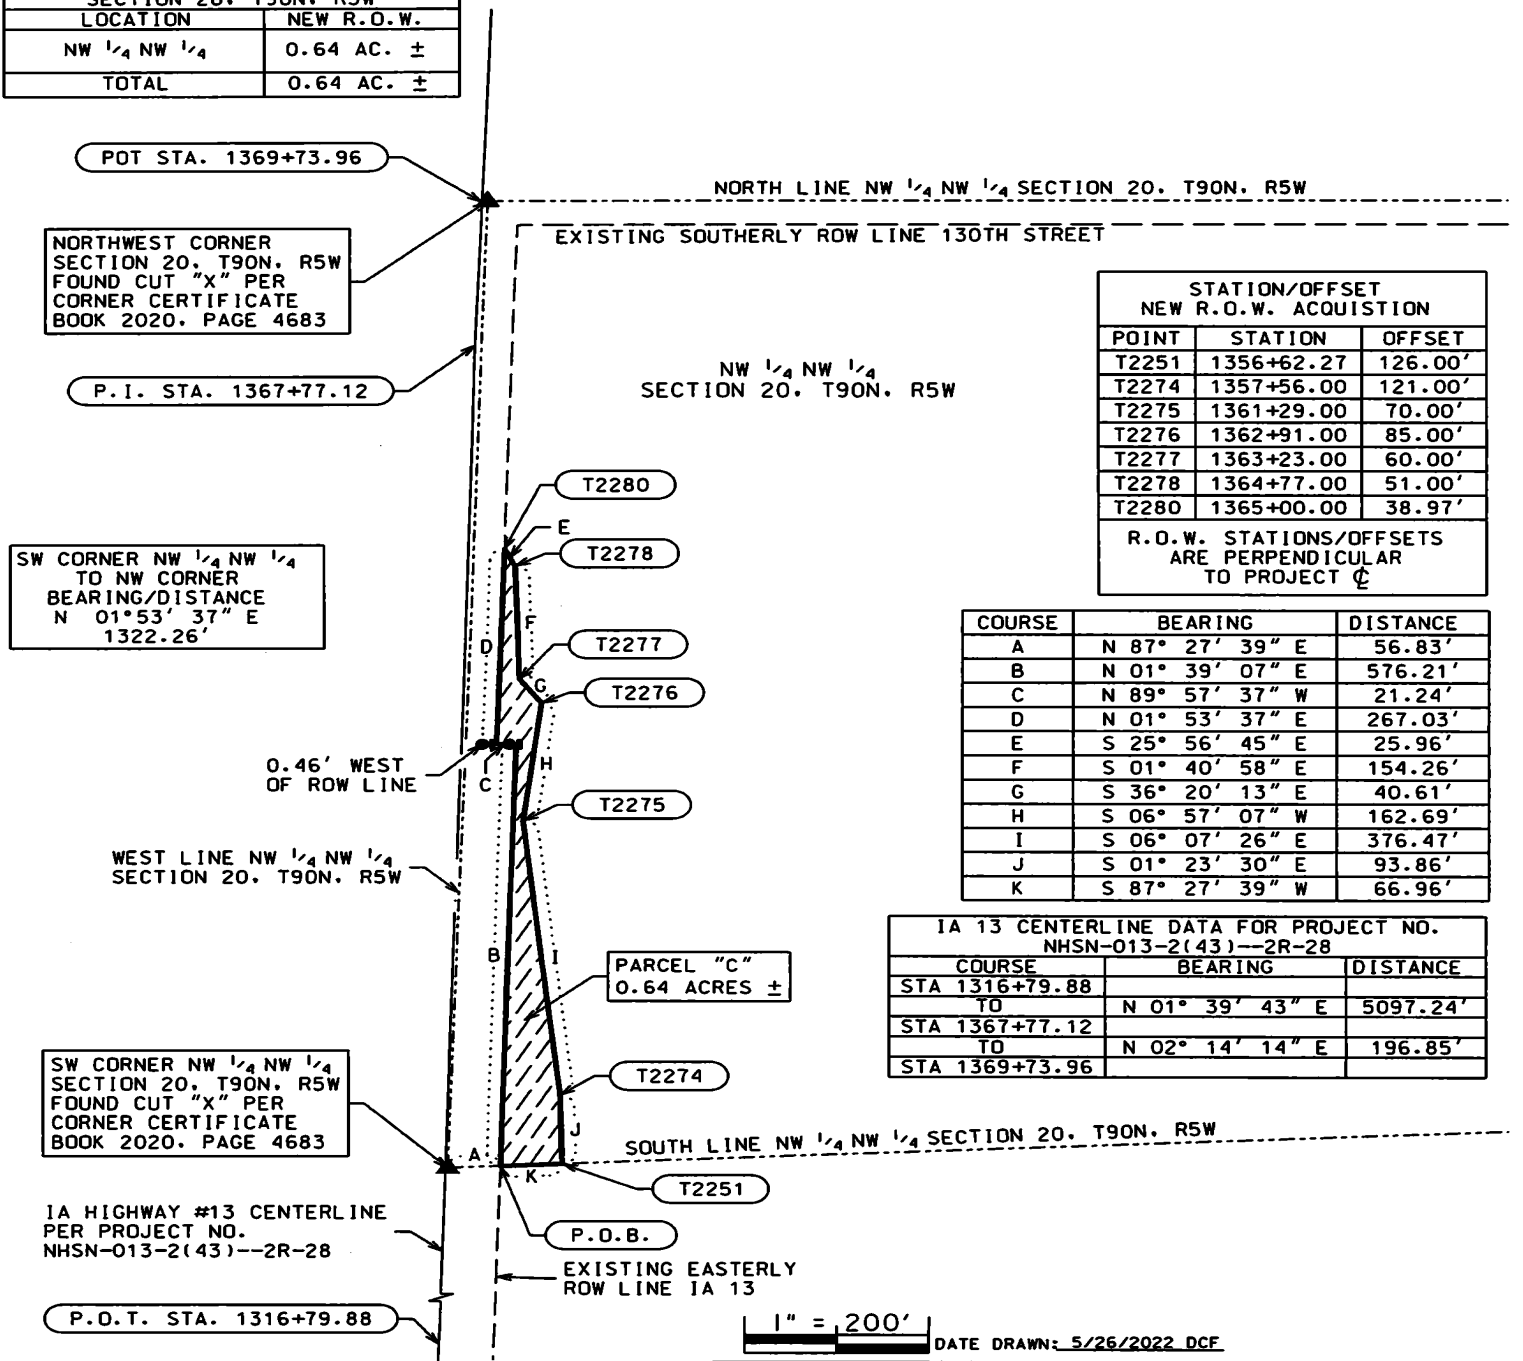 SECTION 20. T90N. R5W
LOCATION NEW R.O.W.
NW 1/4 NW 1/4 0.64 AC. ±
TOTAL 0.64 AC. ±
POT STA. 1369+73.96
NORTH LINE NW 1/4 NW 1/4 SECTION 20. T90N. R5W
EXISTING SOUTHERLY ROW LINE 130TH STREET
NORTHWEST CORNER
SECTION 20. T90N. R5W
FOUND CUT "X" PER
CORNER CERTIFICATE
BOOK 2020. PAGE 4683
P.I. STA. 1367+77.12
NW 1/4 NW 1/4
SECTION 20. T90N. R5W
STATION/OFFSET
NEW R.O.W. ACQUISTION
POINT STATION OFFSET
T2251 1356+62.27 126.00'
T2274 1357+56.00 121.00'
T2275 1361+29.00 70.00'
T2276 1362+91.00 85.00'
T2277 1363+23.00 60.00'
T2278 1364+77.00 51.00'
T2280 1365+00.00 38.97'
R.O.W. STATIONS/OFFSETS
ARE PERPENDICULAR
TO PROJECT ℄
T2280
E
T2278
F
D
T2277
G
T2276
SW CORNER NW 1/4 NW 1/4
TO NW CORNER
BEARING/DISTANCE
N 01°53' 37" E
1322.26'
0.46' WEST
OF ROW LINE
C
H
T2275
WEST LINE NW 1/4 NW 1/4
SECTION 20. T90N. R5W
COURSE BEARING DISTANCE
A N 87° 27' 39" E 56.83'
B N 01° 39' 07" E 576.21'
C N 89° 57' 37" W 21.24'
D N 01° 53' 37" E 267.03'
E S 25° 56' 45" E 25.96'
F S 01° 40' 58" E 154.26'
G S 36° 20' 13" E 40.61'
H S 06° 57' 07" W 162.69'
I S 06° 07' 26" E 376.47'
J S 01° 23' 30" E 93.86'
K S 87° 27' 39" W 66.96'
B
I
PARCEL "C"
0.64 ACRES ±
IA 13 CENTERLINE DATA FOR PROJECT NO.
NHSN-013-2(43)--2R-28
COURSE BEARING DISTANCE
STA 1316+79.88
TO N 01° 39' 43" E 5097.24'
STA 1367+77.12
TO N 02° 14' 14" E 196.85'
STA 1369+73.96
SW CORNER NW 1/4 NW 1/4
SECTION 20. T90N. R5W
FOUND CUT "X" PER
CORNER CERTIFICATE
BOOK 2020. PAGE 4683
T2274
J
SOUTH LINE NW 1/4 NW 1/4 SECTION 20. T90N. R5W
A
K
T2251
P.O.B.
IA HIGHWAY #13 CENTERLINE
PER PROJECT NO.
NHSN-013-2(43)--2R-28
EXISTING EASTERLY
ROW LINE IA 13
P.O.T. STA. 1316+79.88
1" = 200'
DATE DRAWN: 5/26/2022 DCF